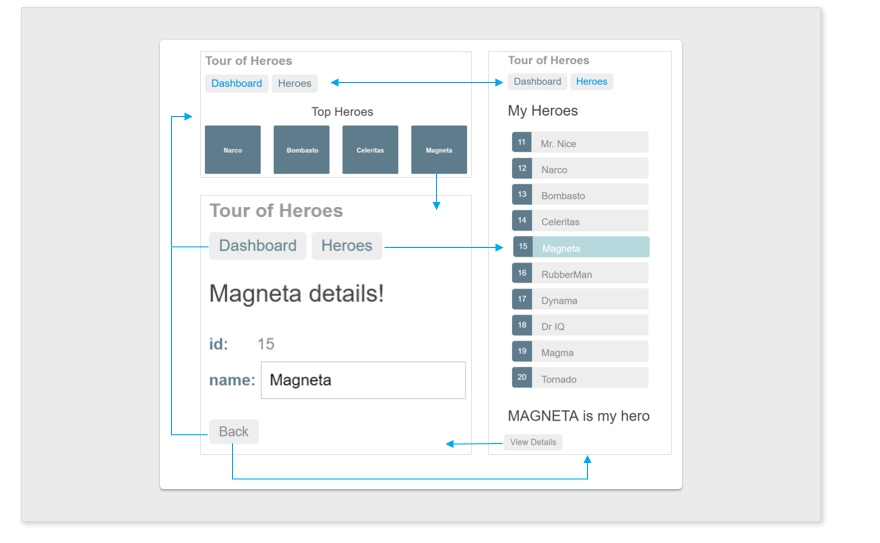 Tour of Heroes
Dashboard Heroes
Top Heroes
Narco Bombasto Celeritas Magneta
Tour of Heroes
Dashboard Heroes
Magneta details!
id: 15
name: Magneta
Back
Tour of Heroes
Dashboard Heroes
My Heroes
11 Mr. Nice
12 Narco
13 Bombasto
14 Celeritas
15 Magneta
16 RubberMan
17 Dynama
18 Dr IQ
19 Magma
20 Tornado
MAGNETA is my hero
View Details